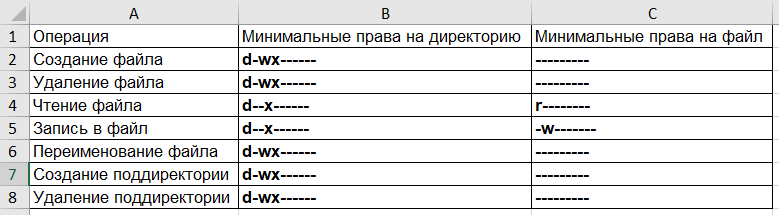 A B C
1 Операция Минимальные права на директорию Минимальные права на файл
2 Создание файла d-wx------ ---------
3 Удаление файла d-wx------ ---------
4 Чтение файла d--x------ r--------
5 Запись в файл d--x------ -w-------
6 Переименование файла d-wx------ ---------
7 Создание поддиректории d-wx------ ---------
8 Удаление поддиректории d-wx------ ---------